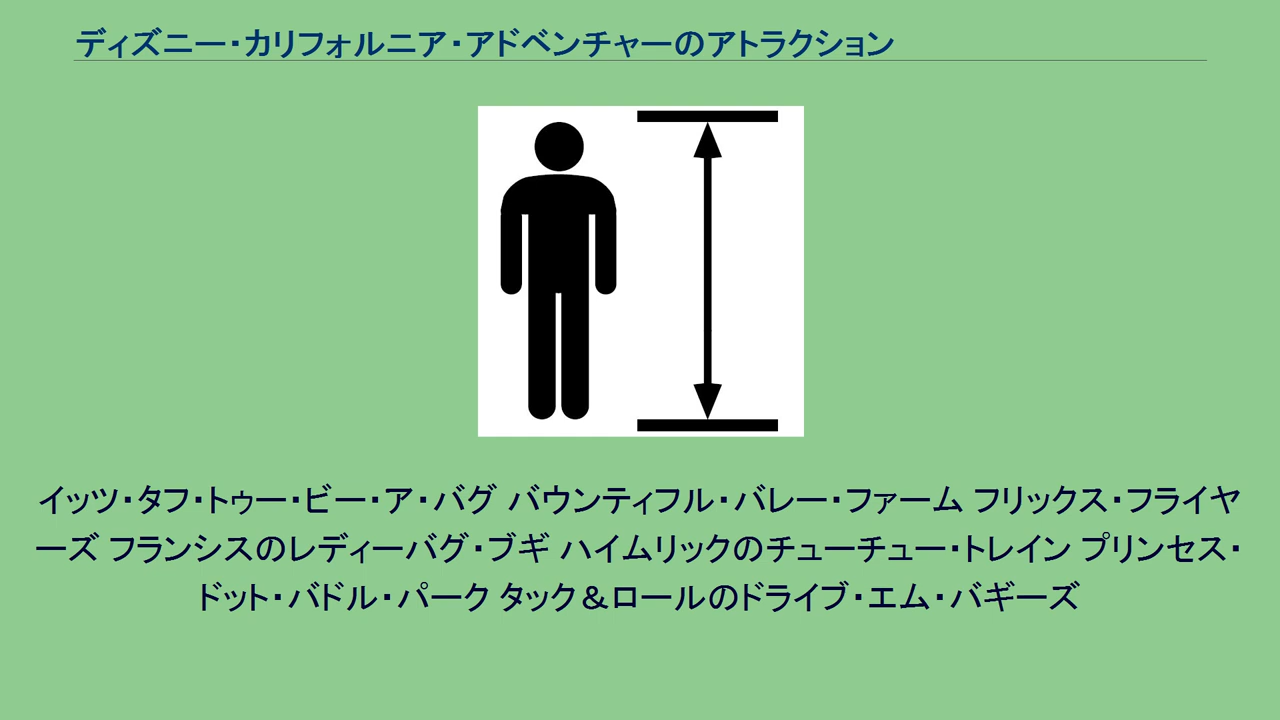 ディズニー・カリフォルニア・アドベンチャーのアトラクション
イッツ・タフ・トゥー・ビー・ア・バグ バウンティフル・バレー・ファーム フリックス・フライヤ
ーズ フランシスのレディーバグ・ブギ ハイムリックのチューチュー・トレイン プリンセス・
ドット・バドル・パーク タック＆ロールのドライブ・エム・バギーズ